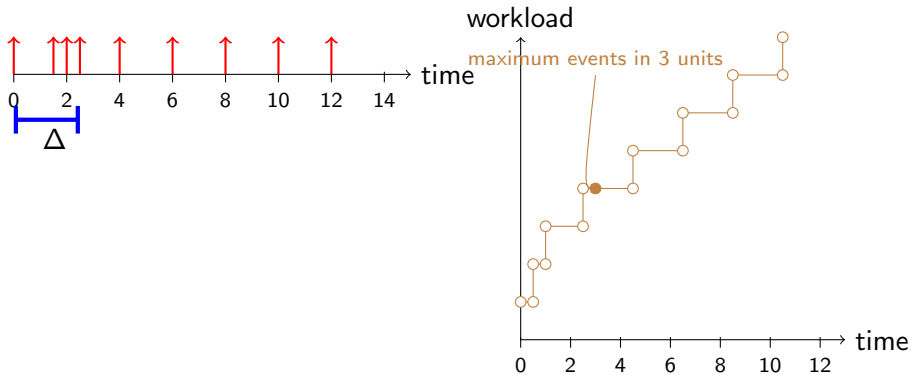 time
0 2 4 6 8 10 12 14
Δ
workload
maximum events in 3 units
time
0 2 4 6 8 10 12